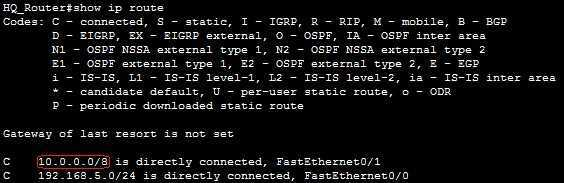 HQ_Router#show ip route
Codes: C - connected, S - static, I - IGRP, R - RIP, M - mobile, B - BGP
D - EIGRP, EX - EIGRP external, O - OSPF, IA - OSPF inter area
N1 - OSPF NSSA external type 1, N2 - OSPF NSSA external type 2
E1 - OSPF external type 1, E2 - OSPF external type 2, E - EGP
i - IS-IS, L1 - IS-IS level-1, L2 - IS-IS level-2, ia - IS-IS inter area
* - candidate default, U - per-user static route, o - ODR
P - periodic downloaded static route
Gateway of last resort is not set
C 10.0.0.0/8 is directly connected, FastEthernet0/1
C 192.168.5.0/24 is directly connected, FastEthernet0/0